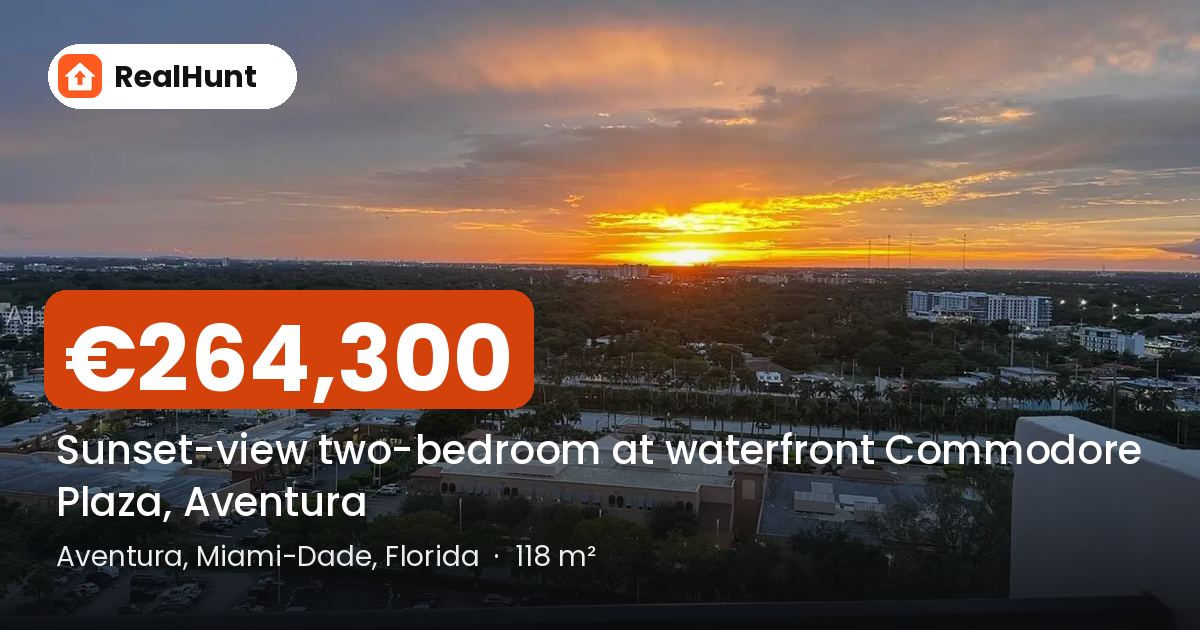 RealHunt
€264,300
Sunset-view two-bedroom at waterfront Commodore
Plaza, Aventura
Aventura, Miami-Dade, Florida · 118 m²